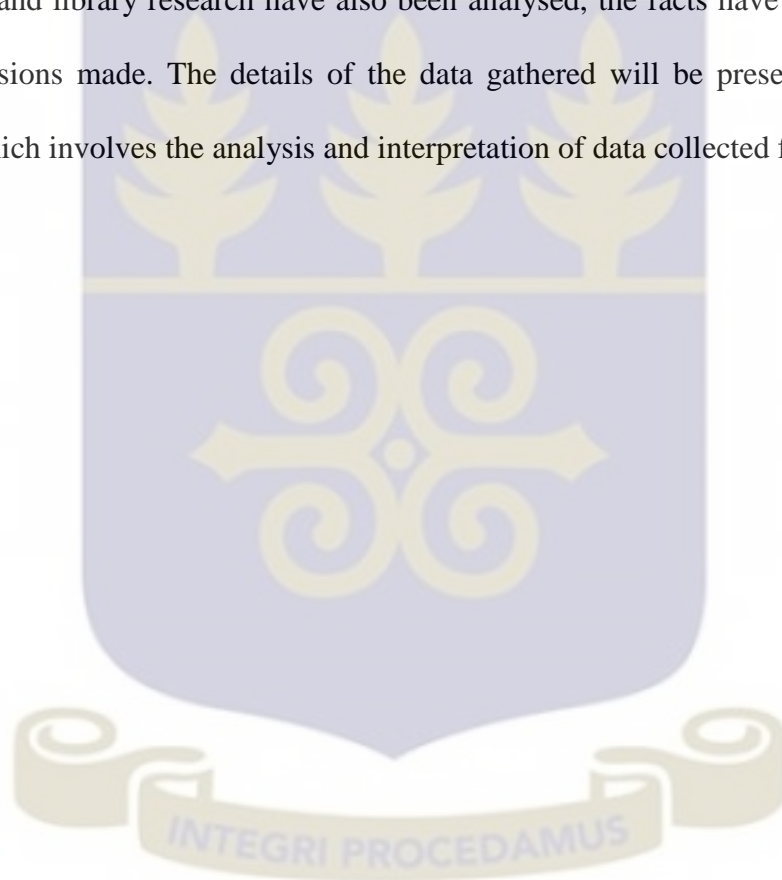 and library research have also been analysed, the facts have
sions made. The details of the data gathered will be prese
ich involves the analysis and interpretation of data collected
INTEGRI PROCEDAMUS